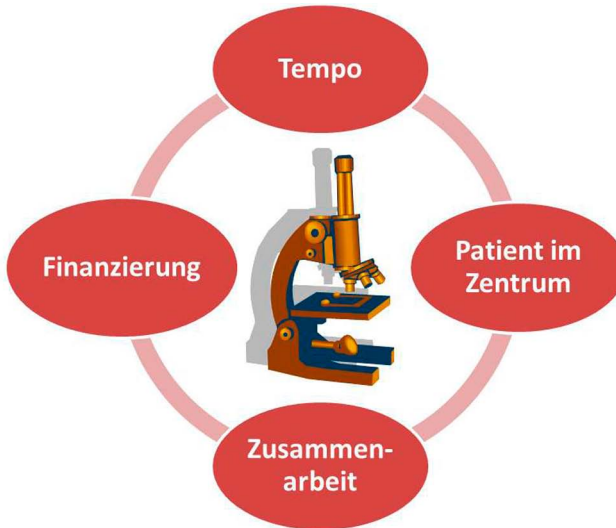 Tempo
Finanzierung
Patient im
Zentrum
Zusammen-
arbeit